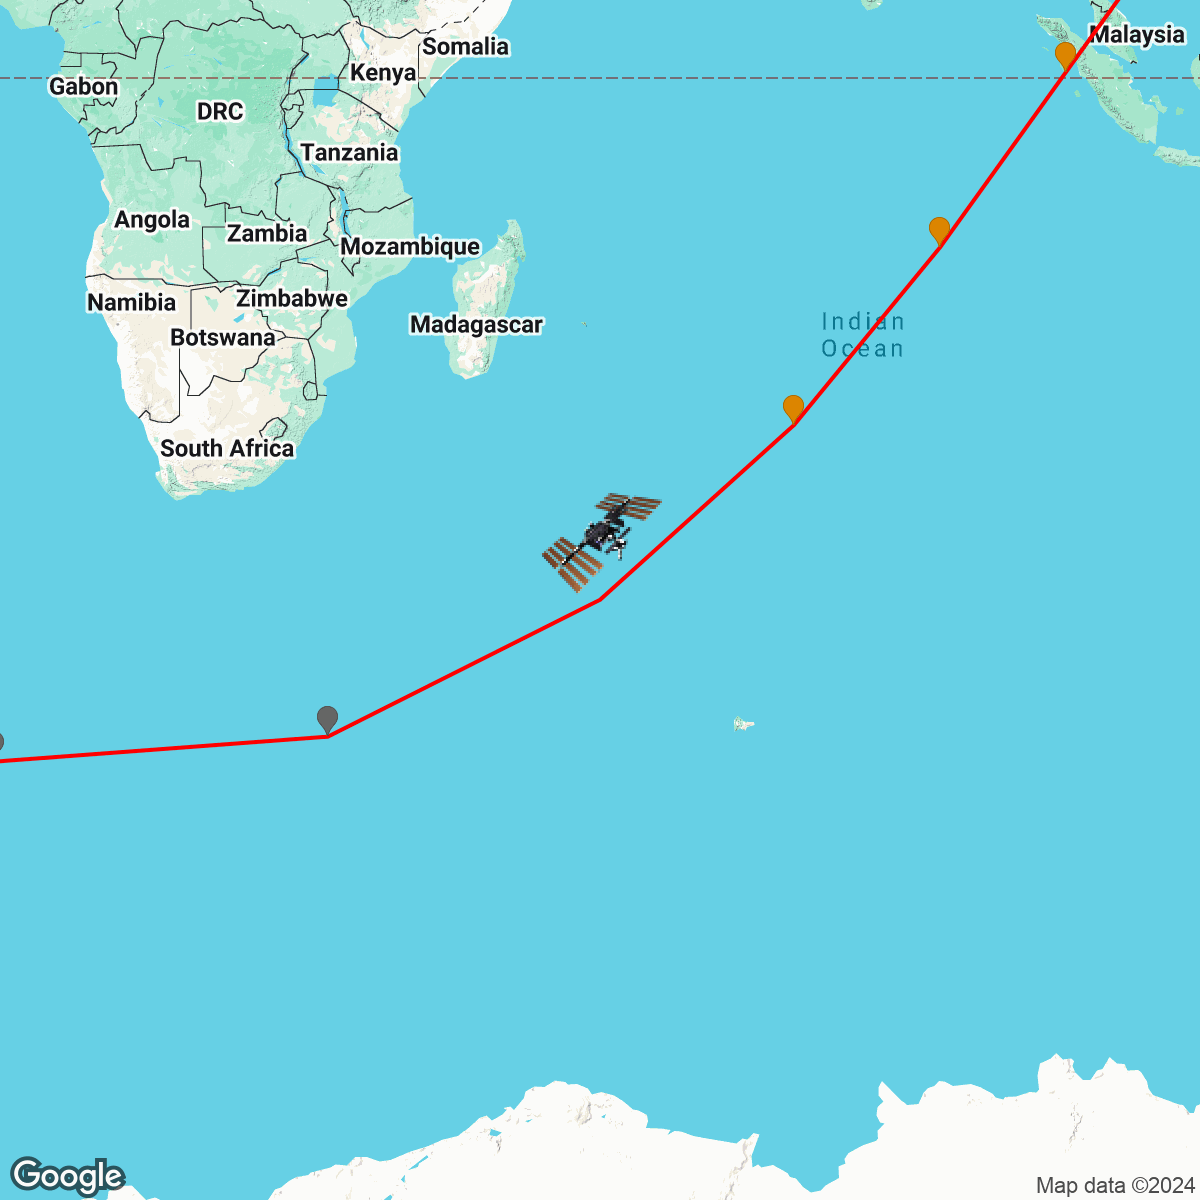 Somalia
Malaysia
Kenya
Gabon
DRC
Tanzania
Angola
Zambia
Mozambique
Namibia
Zimbabwe
Madagascar
Botswana
Indian
Ocean
South Africa
Google
Map data ©2024